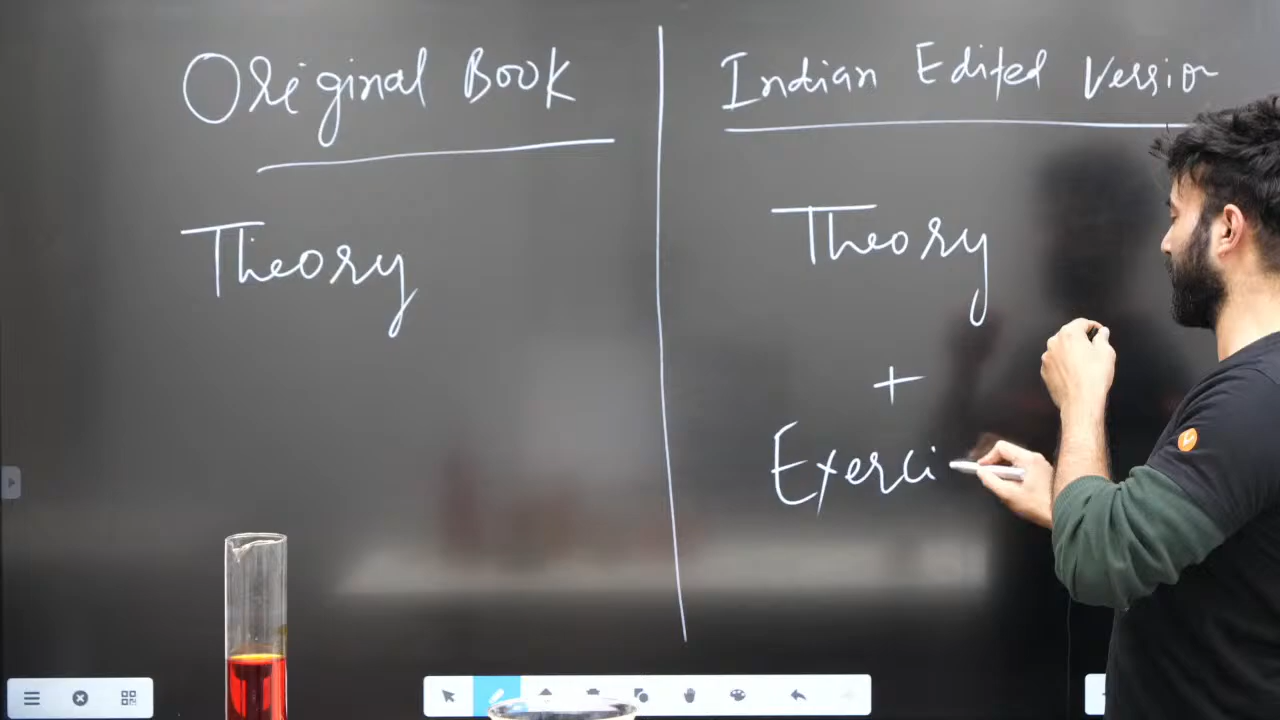 Original Book
Theory
Indian Edited Version
Theory
+
Exerci